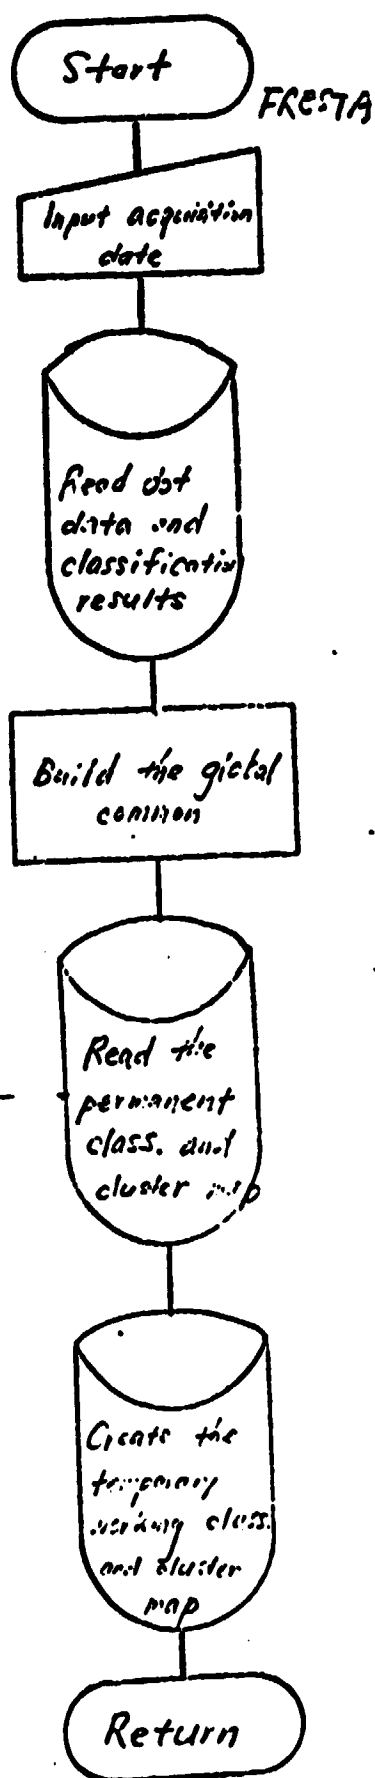 Start
FRESTA
Input acquisition
date
Read dot
data and
classification
results
Build the global
common
Read the
permanent
class. and
cluster map
Create the
temporary
working class.
and cluster
map
Return